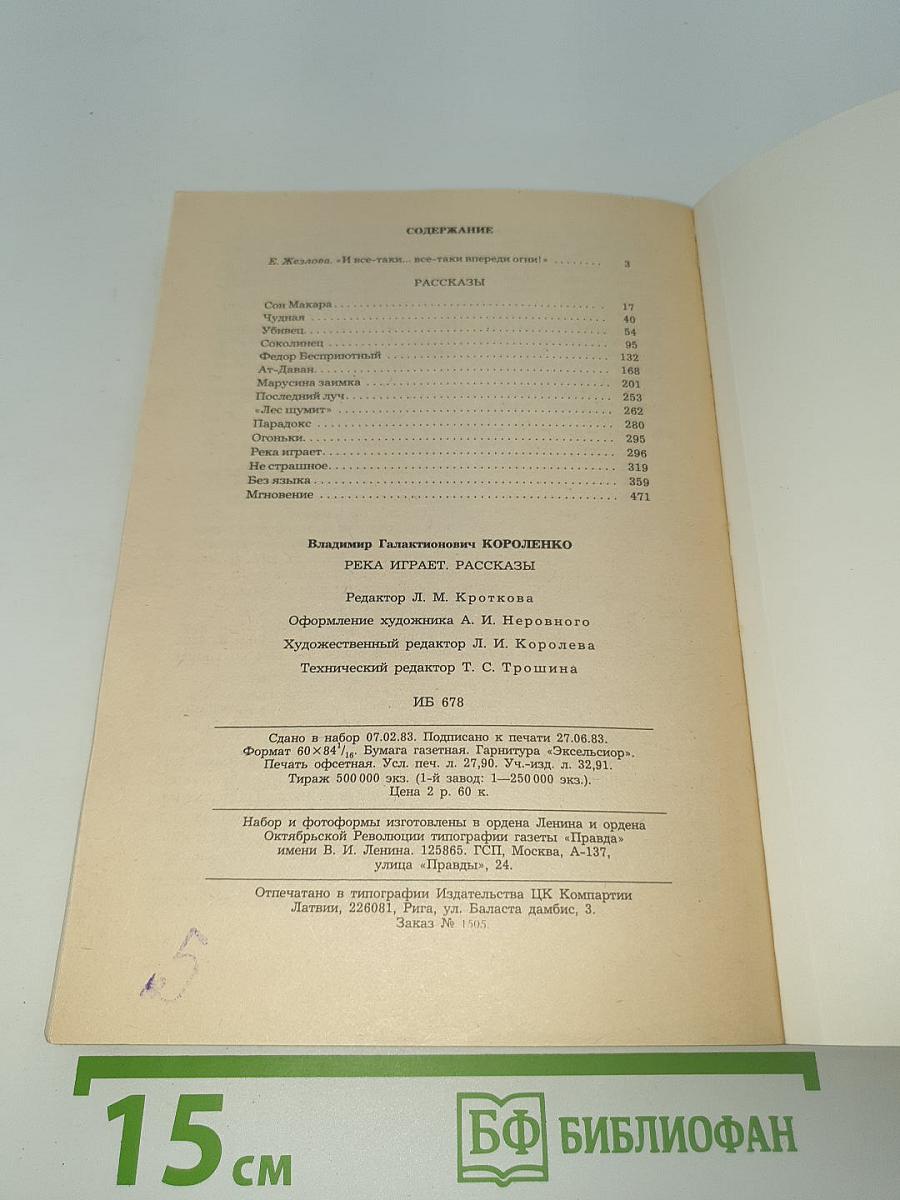 СОДЕРЖАНИЕ
Е. Жезлова. «И все-таки... все-таки впереди огни!» ........ 3
РАССКАЗЫ
Сон Макара ........ 17
Чудная ........ 40
Убивец ........ 54
Соколинец ........ 95
Федор Бесприютный ........ 132
Ат-Даван ........ 168
Марусина заимка ........ 201
Последний луч ........ 253
«Лес шумит» ........ 262
Парадокс ........ 280
Огоньки ........ 295
Река играет ........ 296
Не страшное ........ 319
Без языка ........ 359
Мгновение ........ 471
Владимир Галактионович КОРОЛЕНКО
РЕКА ИГРАЕТ. РАССКАЗЫ
Редактор Л. М. Кроткова
Оформление художника А. И. Неровного
Художественный редактор Л. И. Королева
Технический редактор Т. С. Трошина
ИБ 678
Сдано в набор 07.02.83. Подписано к печати 27.06.83.
Формат 60×84 1/16. Бумага газетная. Гарнитура «Эксельсиор».
Печать офсетная. Усл. печ. л. 27,90. Уч.-изд. л. 32,91.
Тираж 500 000 экз. (1-й завод: 1—250 000 экз.).
Цена 2 р. 60 к.
Набор и фотоформы изготовлены в ордена Ленина и ордена
Октябрьской Революции типографии газеты «Правда»
имени В. И. Ленина. 125865. ГСП, Москва, А-137,
улица «Правды», 24.
Отпечатано в типографии Издательства ЦК Компартии
Латвии, 226081, Рига, ул. Баласта дамбис, 3.
Заказ № 1505.
5
15 см
БФ БИБЛИОФАН